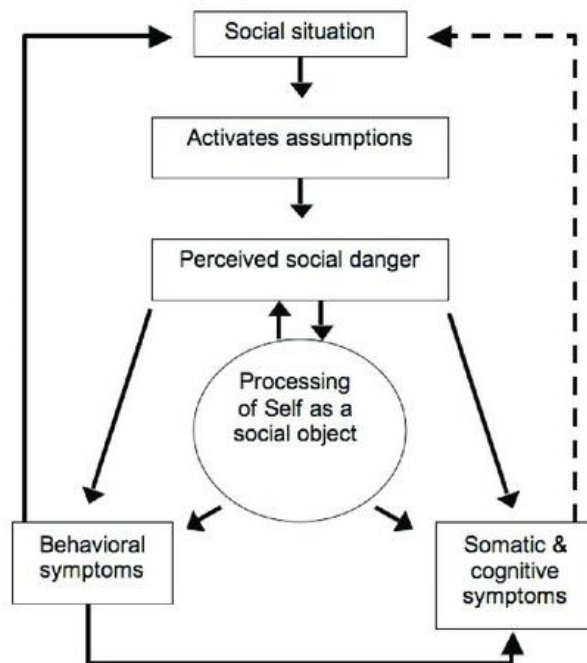 Social situation
Activates assumptions
Perceived social danger
Processing
of Self as a
social object
Behavioral
symptoms
Somatic &
cognitive
symptoms